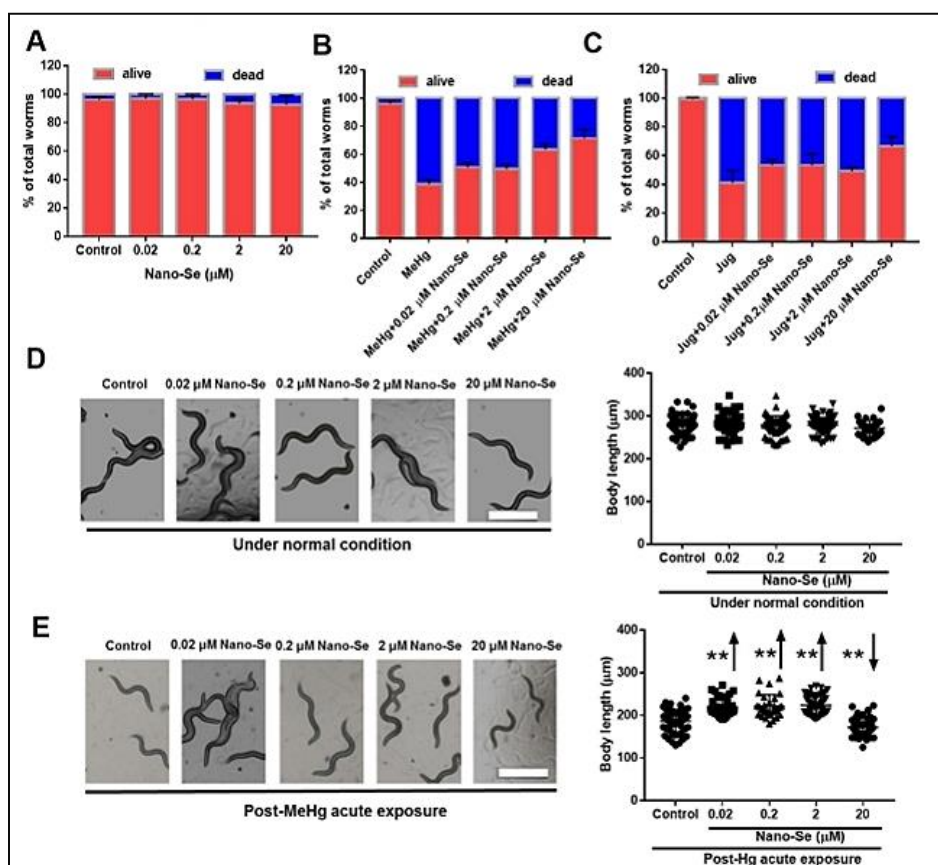 A
alive
dead
% of total worms
120
100
80
60
40
20
0
Control
0.02
0.2
2
20
Nano-Se (μM)
B
alive
dead
% of total worms
120
100
80
60
40
20
0
Control
MeHg
MeHg+0.02 μM Nano-Se
MeHg+0.2 μM Nano-Se
MeHg+2 μM Nano-Se
MeHg+20 μM Nano-Se
C
alive
dead
% of total worms
120
100
80
60
40
20
0
Control
Jug
Jug+0.02 μM Nano-Se
Jug+0.2μM Nano-Se
Jug+2 μM Nano-Se
Jug+20 μM Nano-Se
D
Control
0.02 μM Nano-Se
0.2 μM Nano-Se
2 μM Nano-Se
20 μM Nano-Se
Under normal condition
Body length (μm)
400
300
200
100
0
Control
0.02
0.2
2
20
Nano-Se (μM)
Under normal condition
E
Control
0.02 μM Nano-Se
0.2 μM Nano-Se
2 μM Nano-Se
20 μM Nano-Se
Post-MeHg acute exposure
Body length (μm)
400
300
200
100
0
**
**
**
**
Control
0.02
0.2
2
20
Nano-Se (μM)
Post-Hg acute exposure